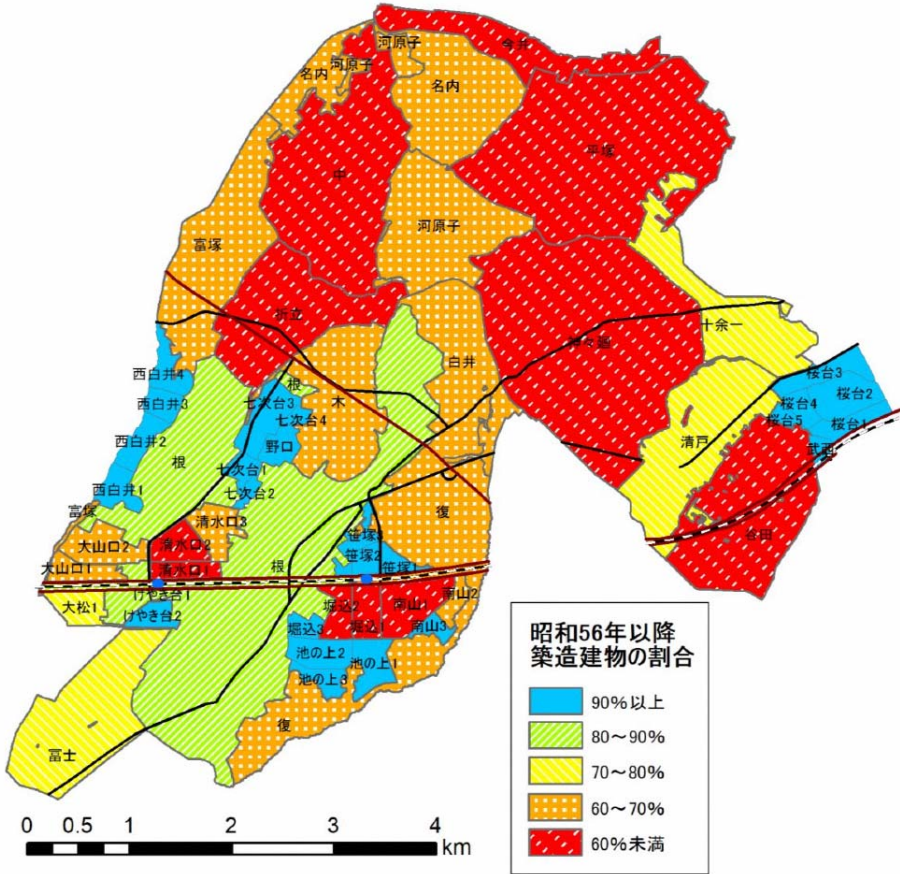 河原子
今井
河原子
名内
名内
中
平塚
河原子
富塚
折立
神々廻
十余一
白井
西白井4
根
七次台3
木
桜台3
桜台2
西白井3
七次台4
桜台4
桜台5
桜台1
西白井2
根
野口
清戸
武西
七次台1
西白井1
七次台2
富塚
清水口3
復
谷田
大山口2
清水口2
笹塚3
笹塚2
大山口1
清水口1
根
笹塚1
けやき台1
南山2
大松1
堀込2
南山1
けやき台2
堀込3
堀込1
南山3
池の上2
池の上1
池の上3
復
冨士
昭和56年以降
築造建物の割合
90%以上
80～90%
70～80%
60～70%
60%未満
0 0.5 1 2 3 4
km